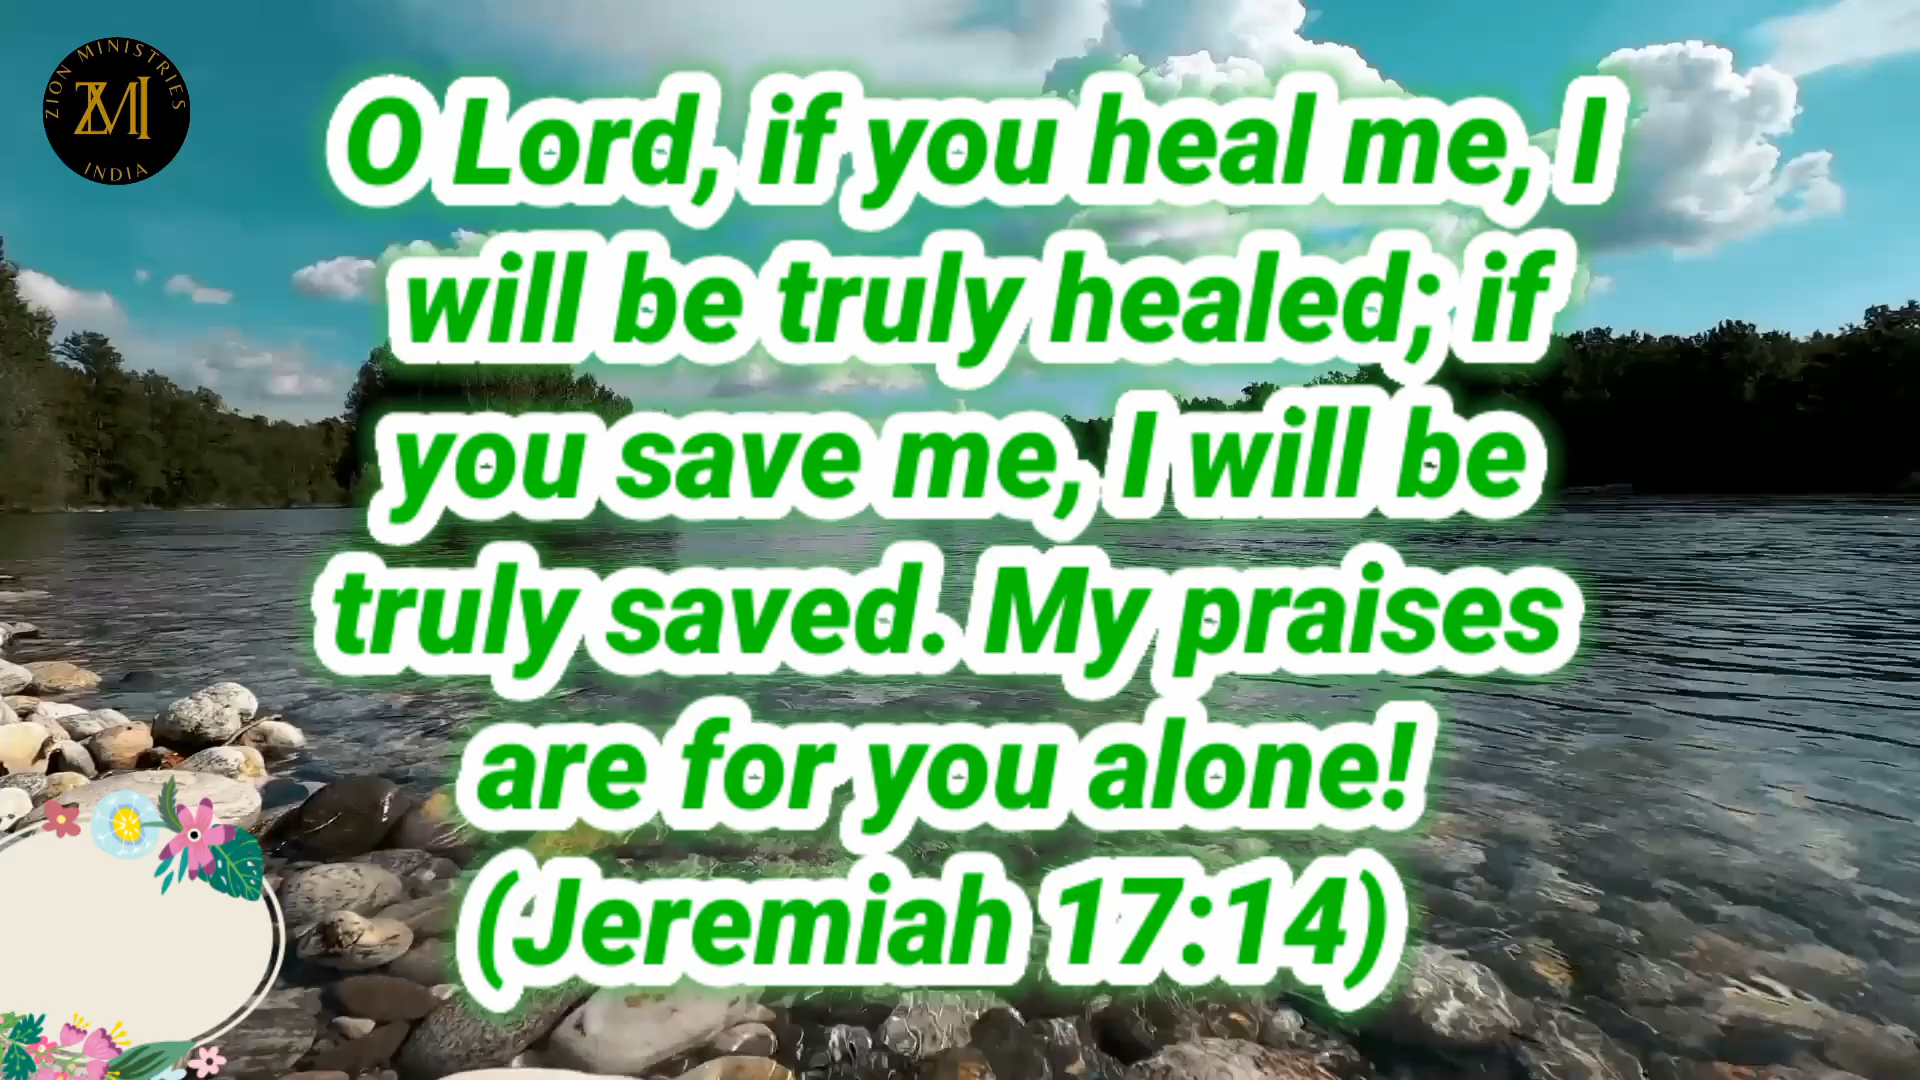 ZION MINISTRIES
ZMI
INDIA
O Lord, if you heal me, I
will be truly healed; if
you save me, I will be
truly saved. My praises
are for you alone!
(Jeremiah 17:14)